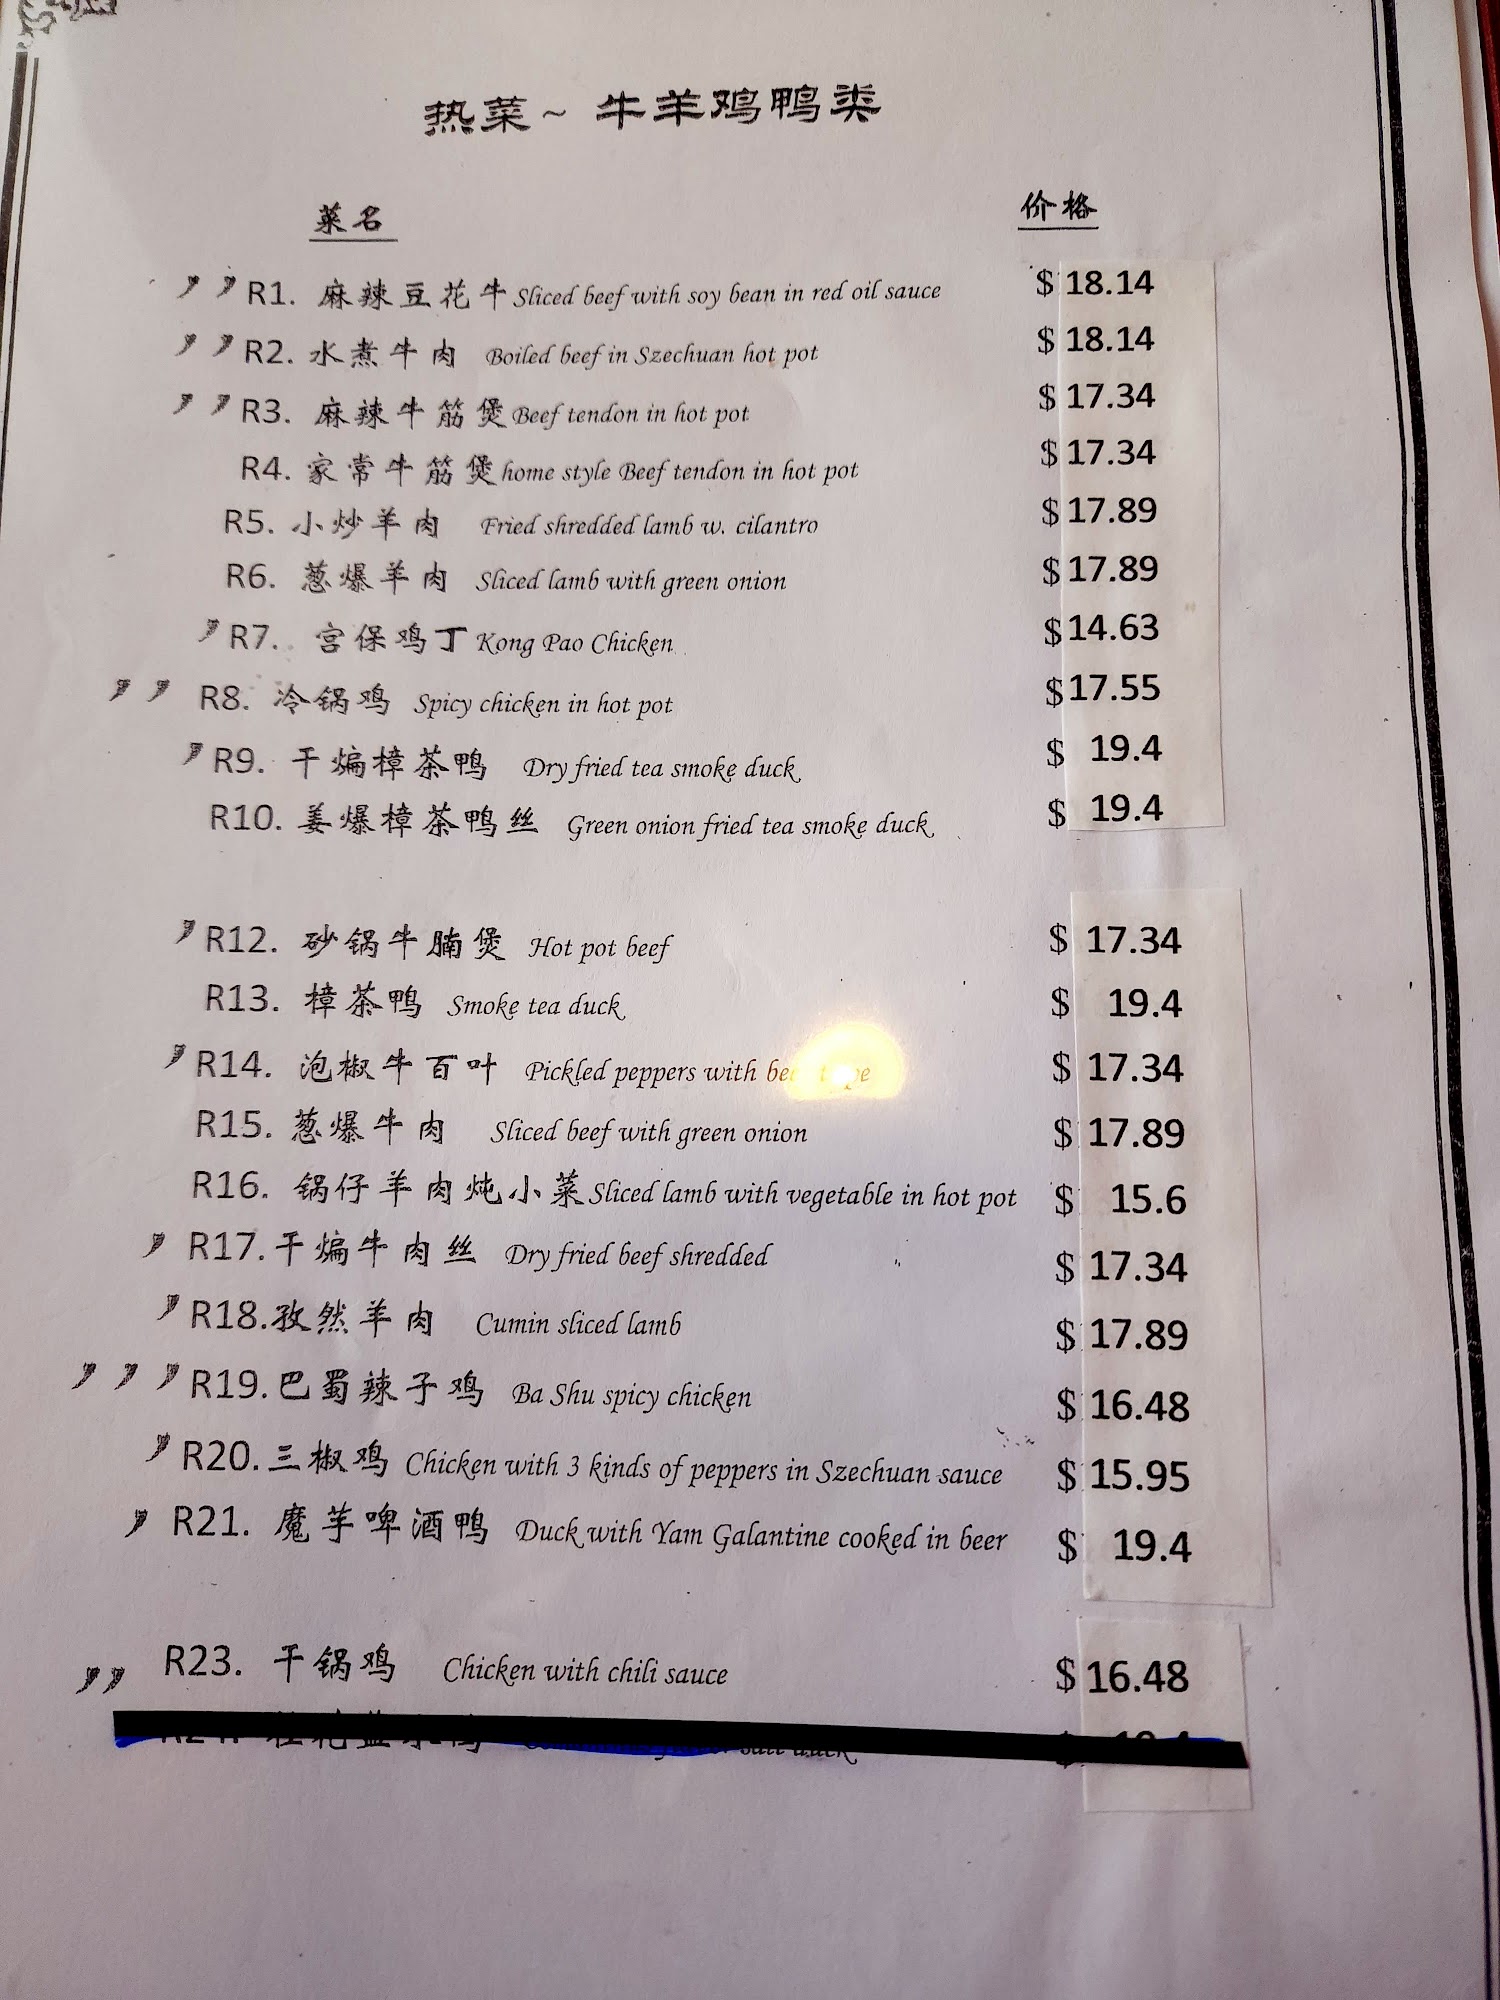 热菜~ 牛羊鸡鸭类
菜名 价格
R1. 麻辣豆花牛 Sliced beef with soy bean in red oil sauce $ 18.14
R2. 水煮牛肉 Boiled beef in Szechuan hot pot $ 18.14
R3. 麻辣牛筋煲 Beef tendon in hot pot $ 17.34
R4. 家常牛筋煲 home style Beef tendon in hot pot $ 17.34
R5. 小炒羊肉 Fried shredded lamb w. cilantro $ 17.89
R6. 葱爆羊肉 Sliced lamb with green onion $ 17.89
R7. 宫保鸡丁 Kong Pao Chicken $ 14.63
R8. 冷锅鸡 Spicy chicken in hot pot $ 17.55
R9. 干煸樟茶鸭 Dry fried tea smoke duck $ 19.4
R10. 姜爆樟茶鸭丝 Green onion fried tea smoke duck $ 19.4
R12. 砂锅牛腩煲 Hot pot beef $ 17.34
R13. 樟茶鸭 Smoke tea duck $ 19.4
R14. 泡椒牛百叶 Pickled peppers with $ 17.34
R15. 葱爆牛肉 Sliced beef with green onion $ 17.89
R16. 锅仔羊肉炖小菜 Sliced lamb with vegetable in hot pot $ 15.6
R17. 干煸牛肉丝 Dry fried beef shredded $ 17.34
R18. 孜然羊肉 Cumin sliced lamb $ 17.89
R19. 巴蜀辣子鸡 Ba Shu spicy chicken $ 16.48
R20. 三椒鸡 Chicken with 3 kinds of peppers in Szechuan sauce $ 15.95
R21. 魔芋啤酒鸭 Duck with Yam Galantine cooked in beer $ 19.4
R23. 干锅鸡 Chicken with chili sauce $ 16.48